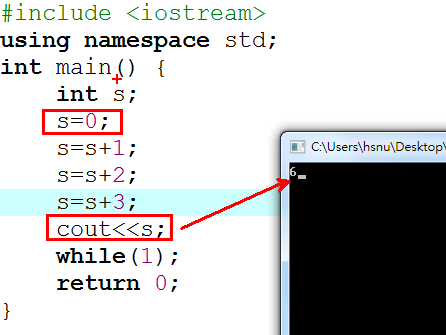 #include <iostream>
using namespace std;
int main() {
int s;
s=0;
s=s+1;
s=s+2;
s=s+3;
cout<<s;
while(1);
return 0;
}
C:\Users\hsnu\Desktop\
6